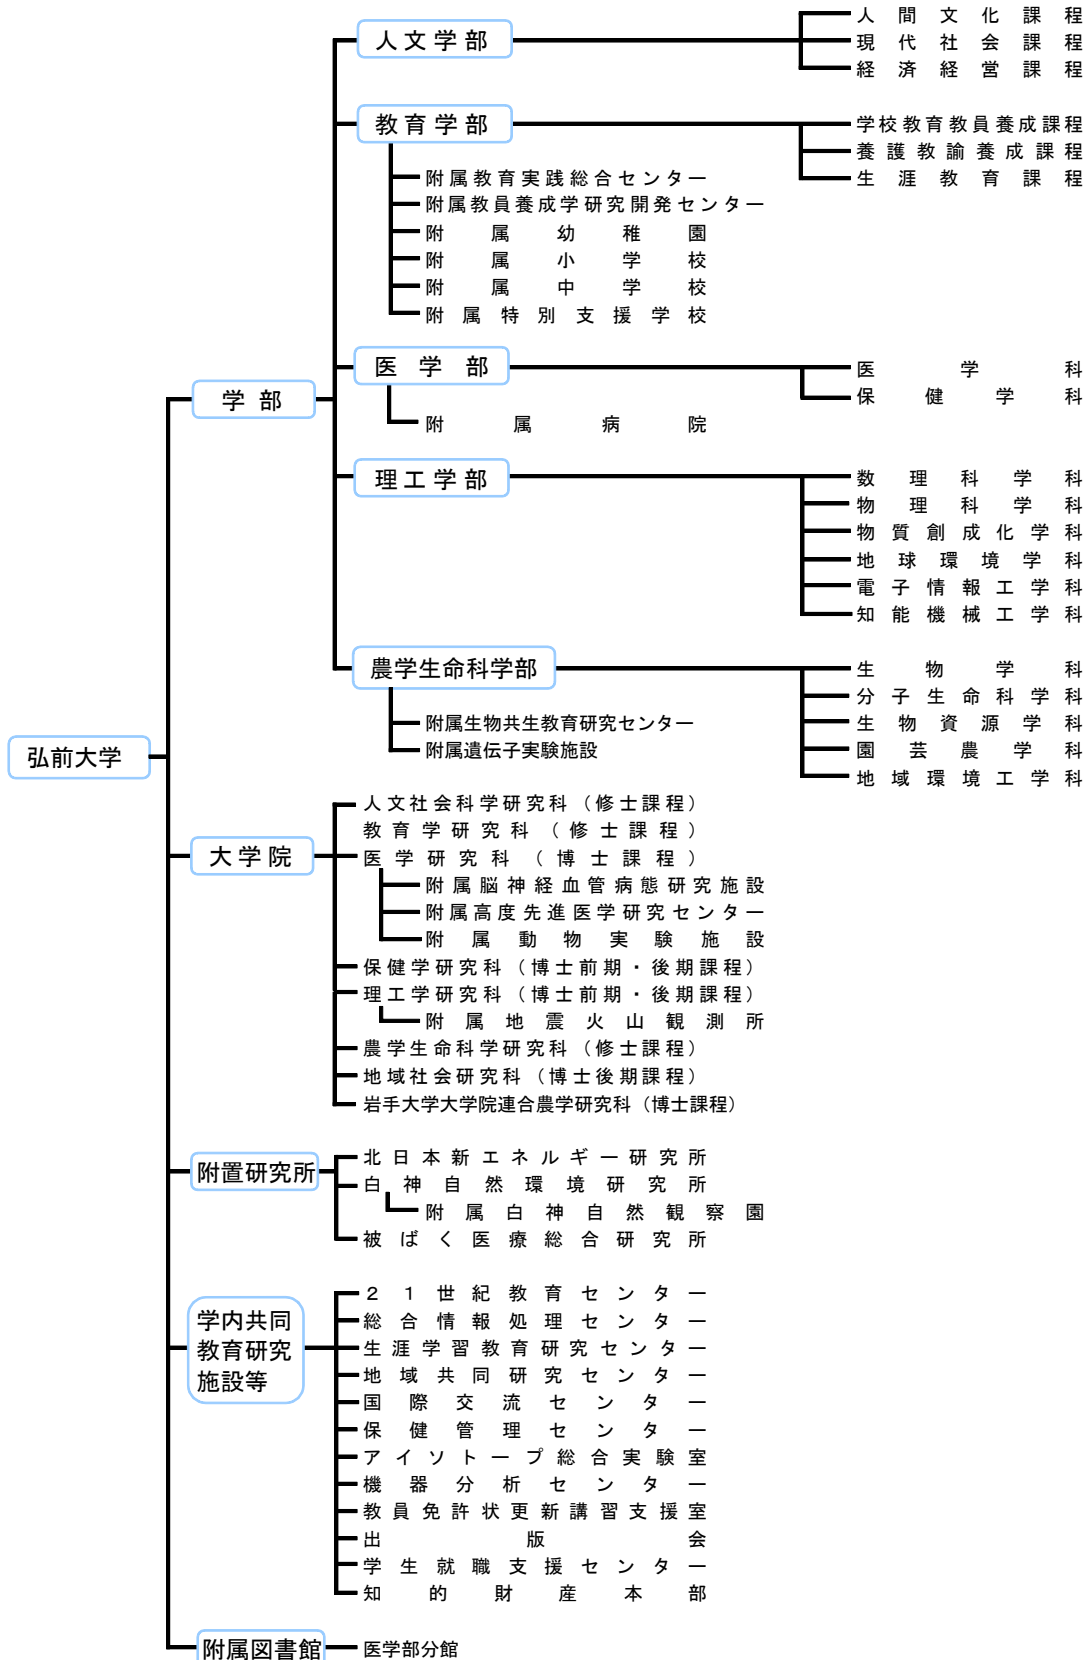 弘前大学
学部
人文学部
人間文化課程
現代社会課程
経済経営課程
教育学部
学校教育教員養成課程
養護教諭養成課程
生涯教育課程
附属教育実践総合センター
附属教員養成学研究開発センター
附属幼稚園
附属小学校
附属中学校
附属特別支援学校
医学部
医学科
保健学科
附属病院
理工学部
数理科学科
物理科学科
物質創成化学科
地球環境学科
電子情報工学科
知能機械工学科
農学生命科学部
生物学科
分子生命科学科
生物資源学科
園芸農学科
地域環境工学科
附属生物共生教育研究センター
附属遺伝子実験施設
大学院
人文社会科学研究科（修士課程）
教育学研究科（修士課程）
医学研究科（博士課程）
附属脳神経血管病態研究施設
附属高度先進医学研究センター
附属動物実験施設
保健学研究科（博士前期・後期課程）
理工学研究科（博士前期・後期課程）
附属地震火山観測所
農学生命科学研究科（修士課程）
地域社会研究科（博士後期課程）
岩手大学大学院連合農学研究科（博士課程）
附置研究所
北日本新エネルギー研究所
白神自然環境研究所
附属白神自然観察園
被ばく医療総合研究所
学内共同
教育研究
施設等
２１世紀教育センター
総合情報処理センター
生涯学習教育研究センター
地域共同研究センター
国際交流センター
保健管理センター
アイソトープ総合実験室
機器分析センター
教員免許状更新講習支援室
出版会
学生就職支援センター
知的財産本部
附属図書館
医学部分館